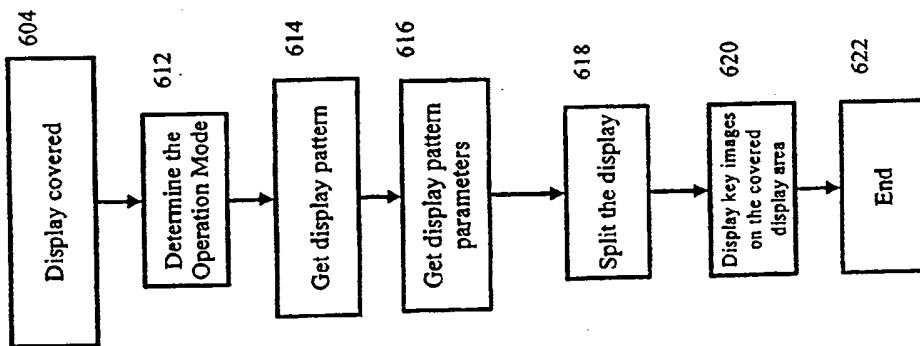 Display covered
604
Determine the
Operation Mode
612
Get display pattern
614
Get display pattern
parameters
616
Split the display
618
Display key images
on the covered
display area
620
End
622